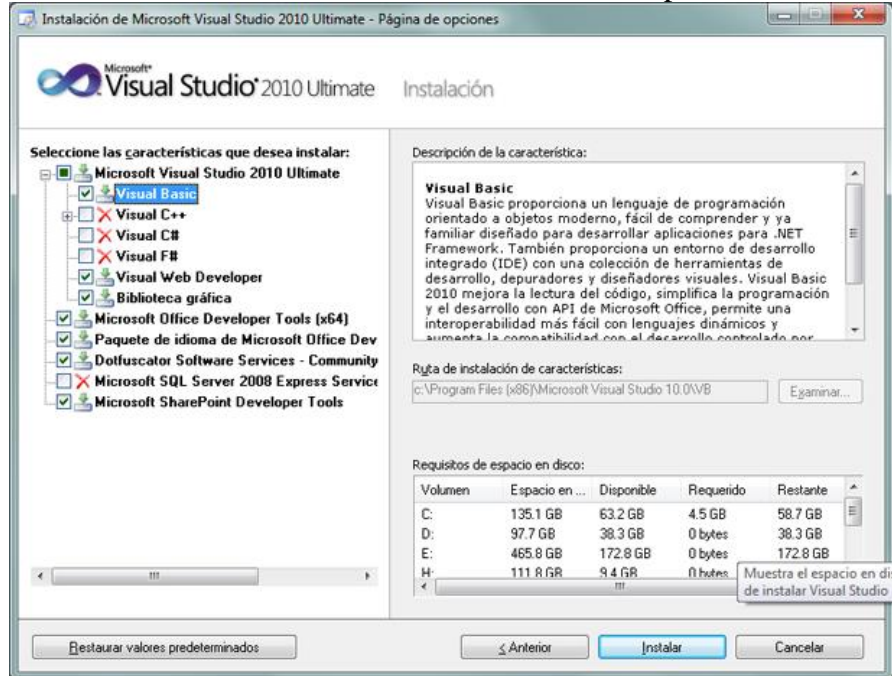 Instalación de Microsoft Visual Studio 2010 Ultimate - Página de opciones
Microsoft®
Visual Studio® 2010 Ultimate Instalación
Seleccione las características que desea instalar:
Microsoft Visual Studio 2010 Ultimate
Visual Basic
Visual C++
Visual C#
Visual F#
Visual Web Developer
Biblioteca gráfica
Microsoft Office Developer Tools (x64)
Paquete de idioma de Microsoft Office Dev
Dotfuscator Software Services - Community
Microsoft SQL Server 2008 Express Service
Microsoft SharePoint Developer Tools
Descripción de la característica:
Visual Basic
Visual Basic proporciona un lenguaje de programación
orientado a objetos moderno, fácil de comprender y ya
familiar diseñado para desarrollar aplicaciones para .NET
Framework. También proporciona un entorno de desarrollo
integrado (IDE) con una colección de herramientas de
desarrollo, depuradores y diseñadores visuales. Visual Basic
2010 mejora la lectura del código, simplifica la programación
y el desarrollo con API de Microsoft Office, permite una
interoperabilidad más fácil con lenguajes dinámicos y
aumenta la compatibilidad con el desarrollo controlado por
Ruta de instalación de características:
c:\Program Files (x86)\Microsoft Visual Studio 10.0\VB Examinar...
Requisitos de espacio en disco:
Volumen Espacio en ... Disponible Requerido Restante
C: 135.1 GB 63.2 GB 4.5 GB 58.7 GB
D: 97.7 GB 38.3 GB 0 bytes 38.3 GB
E: 465.8 GB 172.8 GB 0 bytes 172.8 GB
H: 111.8 GB 9.4 GB 0 bytes
Muestra el espacio en di
de instalar Visual Studio
Restaurar valores predeterminados < Anterior Instalar Cancelar